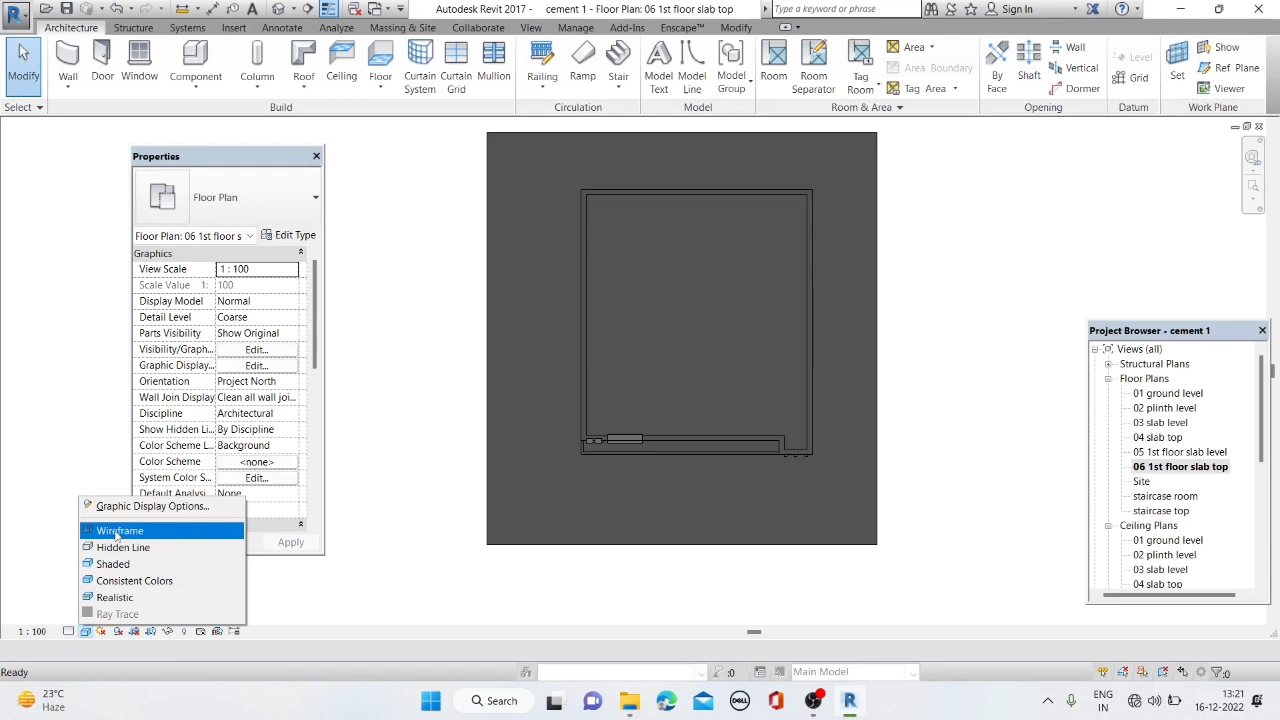 Autodesk Revit 2017 - cement 1 - Floor Plan: 06 1st floor slab top
Type a keyword or phrase
Sign In
Architecture Structure Systems Insert Annotate Analyze Massing & Site Collaborate View Manage Add-Ins Enscape™ Modify
Modify Wall Door Window Component Column Roof Ceiling Floor Curtain System Curtain Grid Mullion Railing Ramp Stair Model Text Model Line Model Group Room Room Separator Tag Room Area Area Boundary Tag Area By Face Shaft Wall Vertical Dormer Level Grid Set Show Ref Plane Viewer
Select Build Circulation Model Room & Area Opening Datum Work Plane
Properties
Floor Plan
Floor Plan: 06 1st floor s Edit Type
Graphics
View Scale 1 : 100
Scale Value 1: 100
Display Model Normal
Detail Level Coarse
Parts Visibility Show Original
Visibility/Graph... Edit...
Graphic Display... Edit...
Orientation Project North
Wall Join Display Clean all wall joi...
Discipline Architectural
Show Hidden Li... By Discipline
Color Scheme L... Background
Color Scheme <none>
System Color S... Edit...
Default Analysi... None
Apply
Graphic Display Options...
Wireframe
Hidden Line
Shaded
Consistent Colors
Realistic
Ray Trace
Project Browser - cement 1
Views (all)
Structural Plans
Floor Plans
01 ground level
02 plinth level
03 slab level
04 slab top
05 1st floor slab level
06 1st floor slab top
Site
staircase room
staircase top
Ceiling Plans
01 ground level
02 plinth level
03 slab level
04 slab top
1 : 100
Ready
:0
Main Model
:0
23°C
Haze
Search
DELL
ENG
IN
13:21
16-12-2022